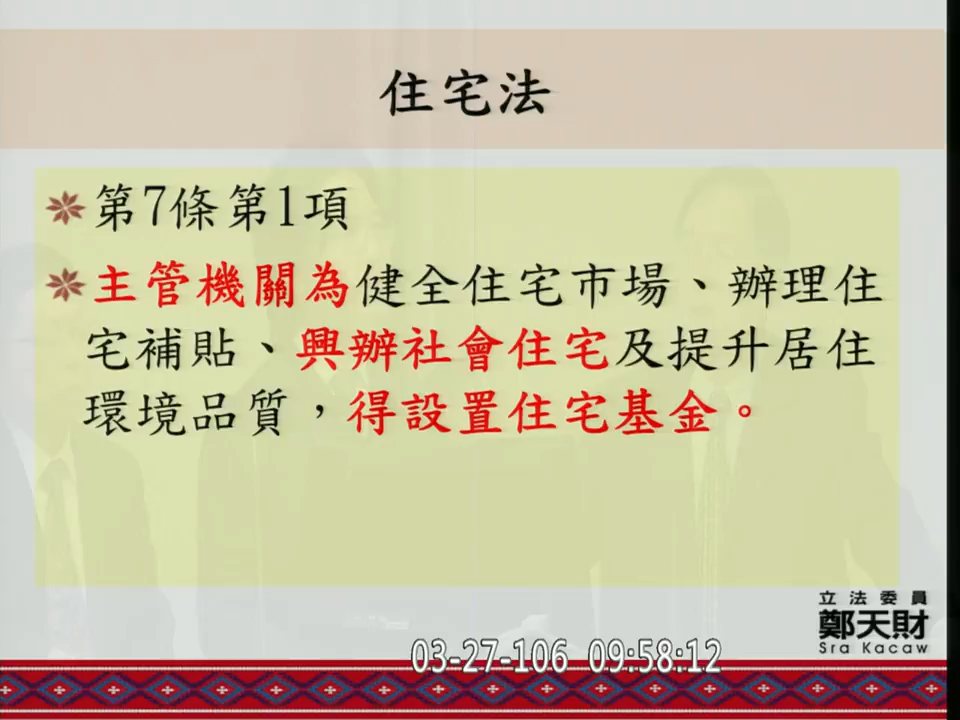 住宅法
第7條第1項
主管機關為健全住宅市場、辦理住
宅補貼、興辦社會住宅及提升居住
環境品質，得設置住宅基金。
立法委員
鄭天財
Sra Kacaw
03-27-106 09:58:12